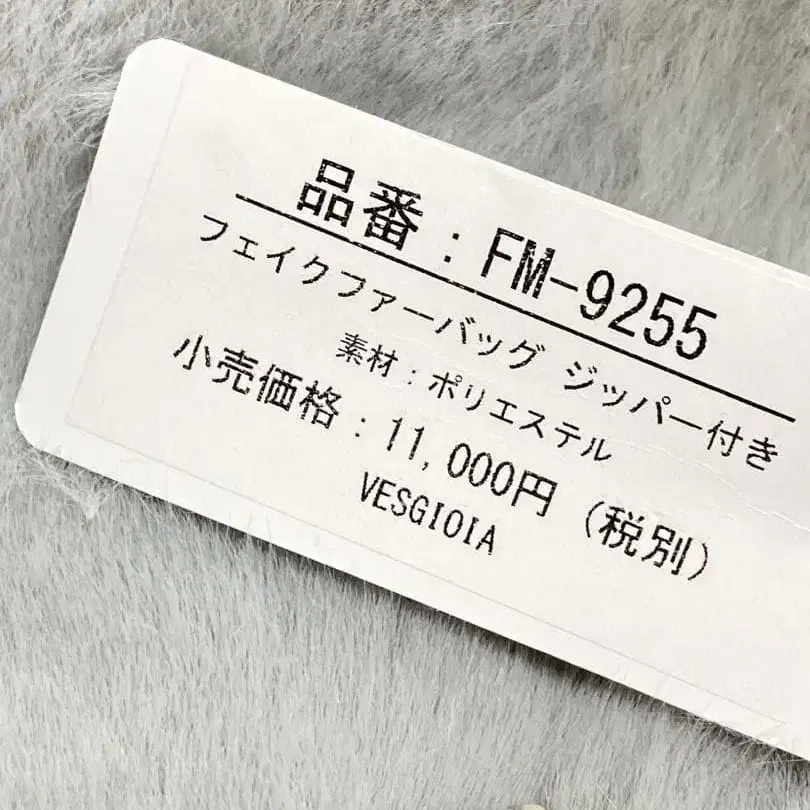 品番：FM-9255
フェイクファーバッグ ジッパー付き
素材：ポリエステル
小売価格：11,000円（税別）
VESGIOIA